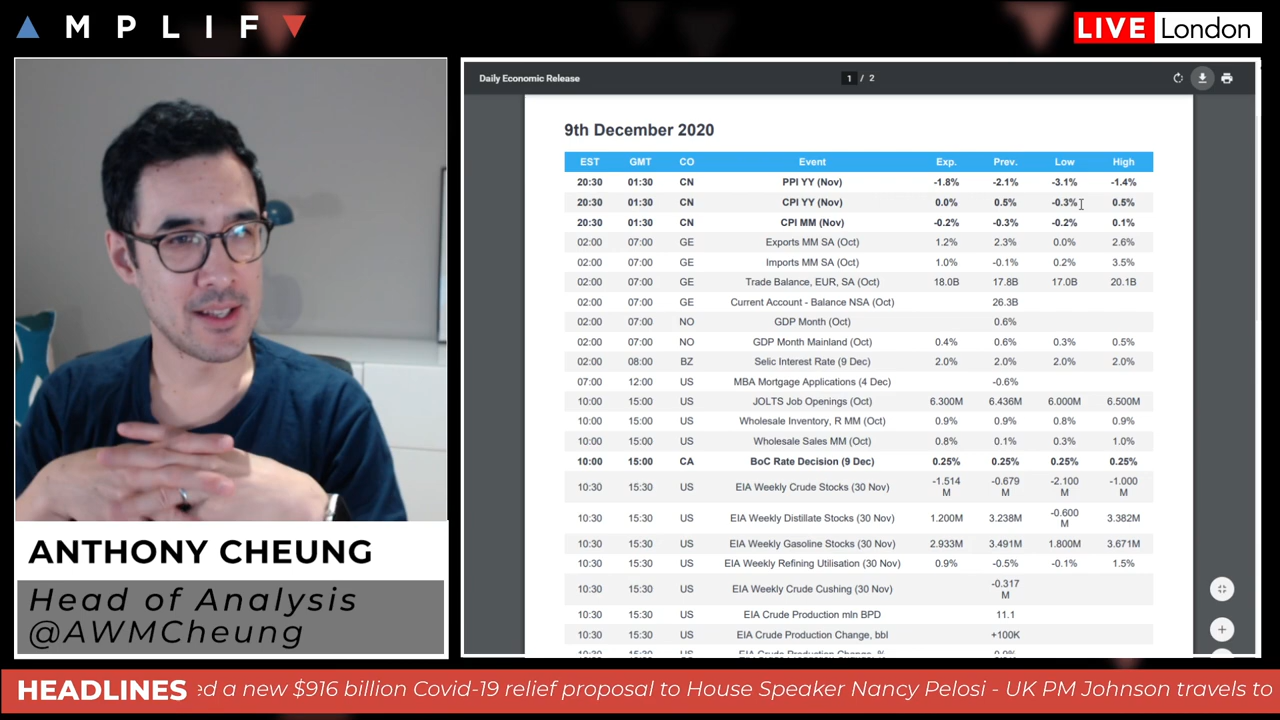 AMPLIFY
LIVE London
Daily Economic Release
1 / 2
9th December 2020
EST GMT CO Event Exp. Prev. Low High
20:30 01:30 CN PPI YY (Nov) -1.8% -2.1% -3.1% -1.4%
20:30 01:30 CN CPI YY (Nov) 0.0% 0.5% -0.3% 0.5%
20:30 01:30 CN CPI MM (Nov) -0.2% -0.3% -0.2% 0.1%
02:00 07:00 GE Exports MM SA (Oct) 1.2% 2.3% 0.0% 2.6%
02:00 07:00 GE Imports MM SA (Oct) 1.0% -0.1% 0.2% 3.5%
02:00 07:00 GE Trade Balance, EUR, SA (Oct) 18.0B 17.8B 17.0B 20.1B
02:00 07:00 GE Current Account - Balance NSA (Oct) 26.3B
02:00 07:00 NO GDP Month (Oct) 0.6%
02:00 07:00 NO GDP Month Mainland (Oct) 0.4% 0.6% 0.3% 0.5%
02:00 08:00 BZ Selic Interest Rate (9 Dec) 2.0% 2.0% 2.0% 2.0%
07:00 12:00 US MBA Mortgage Applications (4 Dec) -0.6%
10:00 15:00 US JOLTS Job Openings (Oct) 6.300M 6.436M 6.000M 6.500M
10:00 15:00 US Wholesale Inventory, R MM (Oct) 0.9% 0.9% 0.8% 0.9%
10:00 15:00 US Wholesale Sales MM (Oct) 0.8% 0.1% 0.3% 1.0%
10:00 15:00 CA BoC Rate Decision (9 Dec) 0.25% 0.25% 0.25% 0.25%
10:30 15:30 US EIA Weekly Crude Stocks (30 Nov) -1.514 M -0.679 M -2.100 M -1.000 M
10:30 15:30 US EIA Weekly Distillate Stocks (30 Nov) 1.200M 3.238M -0.600 M 3.382M
10:30 15:30 US EIA Weekly Gasoline Stocks (30 Nov) 2.933M 3.491M 1.800M 3.671M
10:30 15:30 US EIA Weekly Refining Utilisation (30 Nov) 0.9% -0.5% -0.1% 1.5%
10:30 15:30 US EIA Weekly Crude Cushing (30 Nov) -0.317 M
10:30 15:30 US EIA Crude Production mln BPD 11.1
10:30 15:30 US EIA Crude Production Change, bbl +100K
ANTHONY CHEUNG
Head of Analysis
@AWMCheung
HEADLINES ed a new $916 billion Covid-19 relief proposal to House Speaker Nancy Pelosi - UK PM Johnson travels to